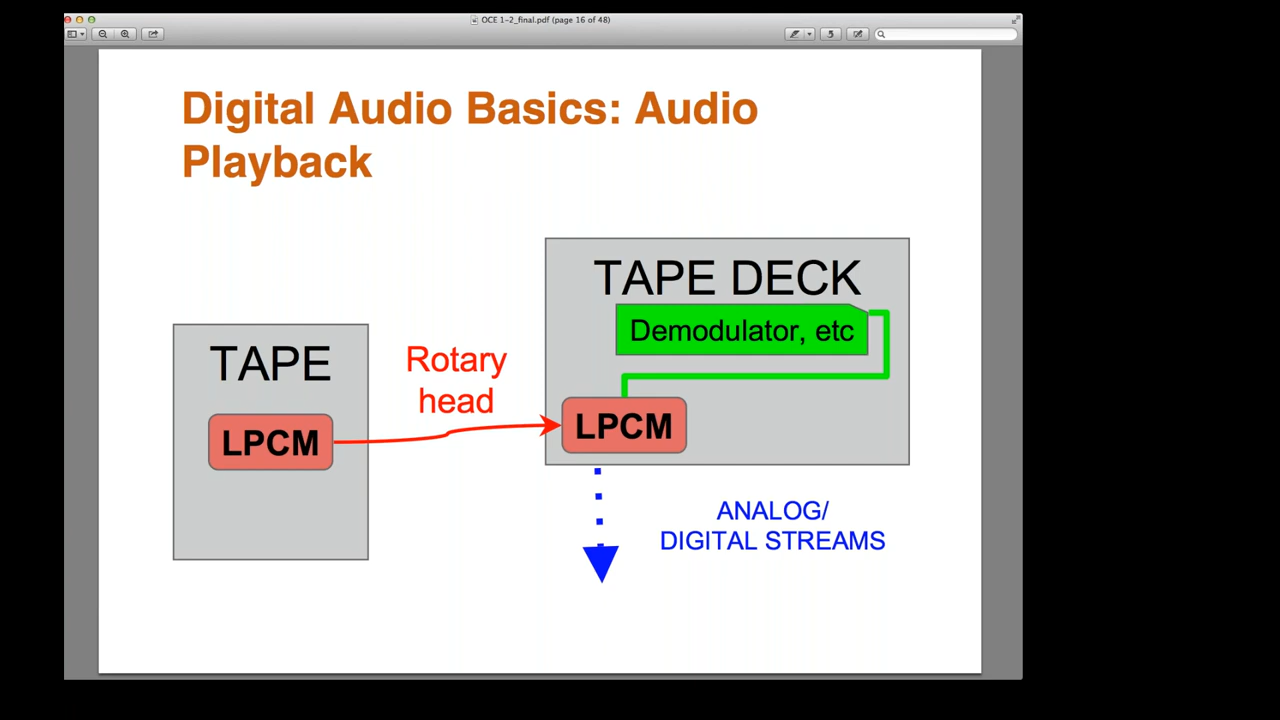 OCE 1-2_final.pdf (page 16 of 48)
Digital Audio Basics: Audio
Playback
TAPE DECK
Demodulator, etc
TAPE
Rotary
head
LPCM
LPCM
ANALOG/
DIGITAL STREAMS